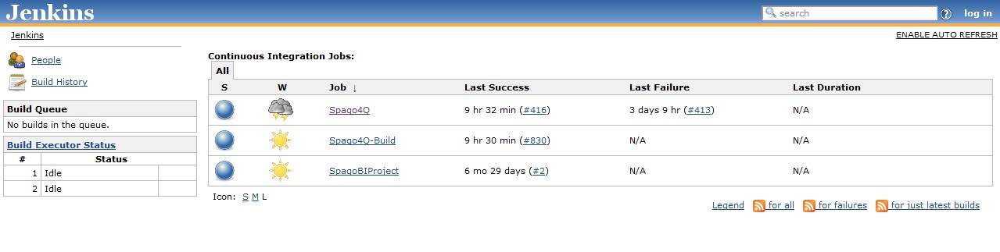 Jenkins
search
? log in
Jenkins
ENABLE AUTO REFRESH
People
Build History
Build Queue
No builds in the queue.
Build Executor Status
# Status
1 Idle
2 Idle
Continuous Integration Jobs:
All
S W Job ↓ Last Success Last Failure Last Duration
Spago4Q 9 hr 32 min (#416) 3 days 9 hr (#413) N/A
Spago4Q-Build 9 hr 30 min (#830) N/A N/A
SpagoBIProject 6 mo 29 days (#2) N/A N/A
Icon: S M L
Legend for all for failures for just latest builds